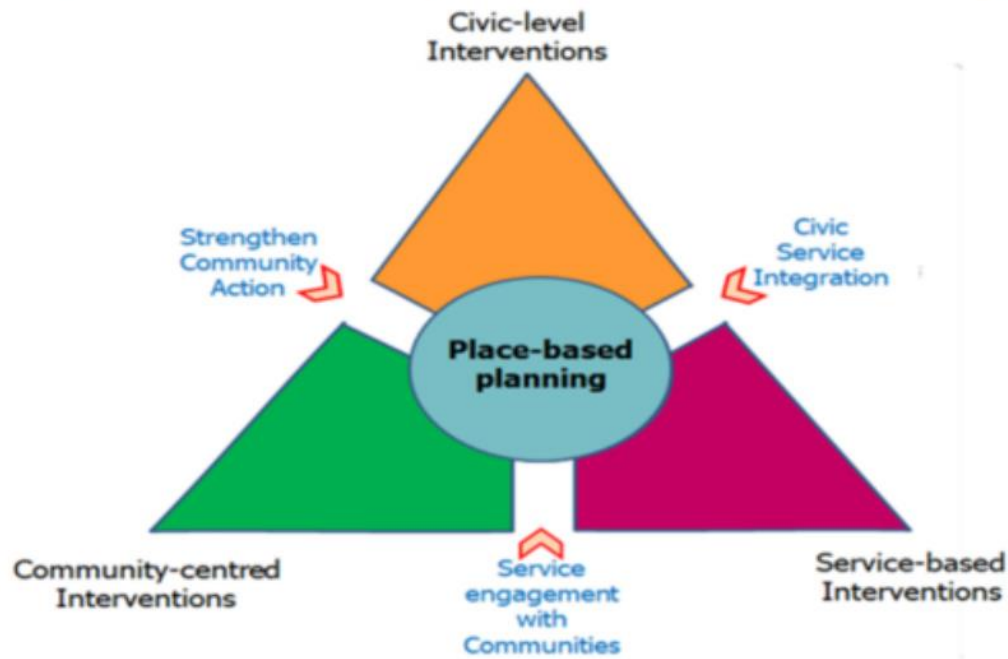 Civic-level
Interventions
Strengthen
Community
Action
Civic
Service
Integration
Place-based
planning
Community-centred
Interventions
Service
engagement
with
Communities
Service-based
Interventions